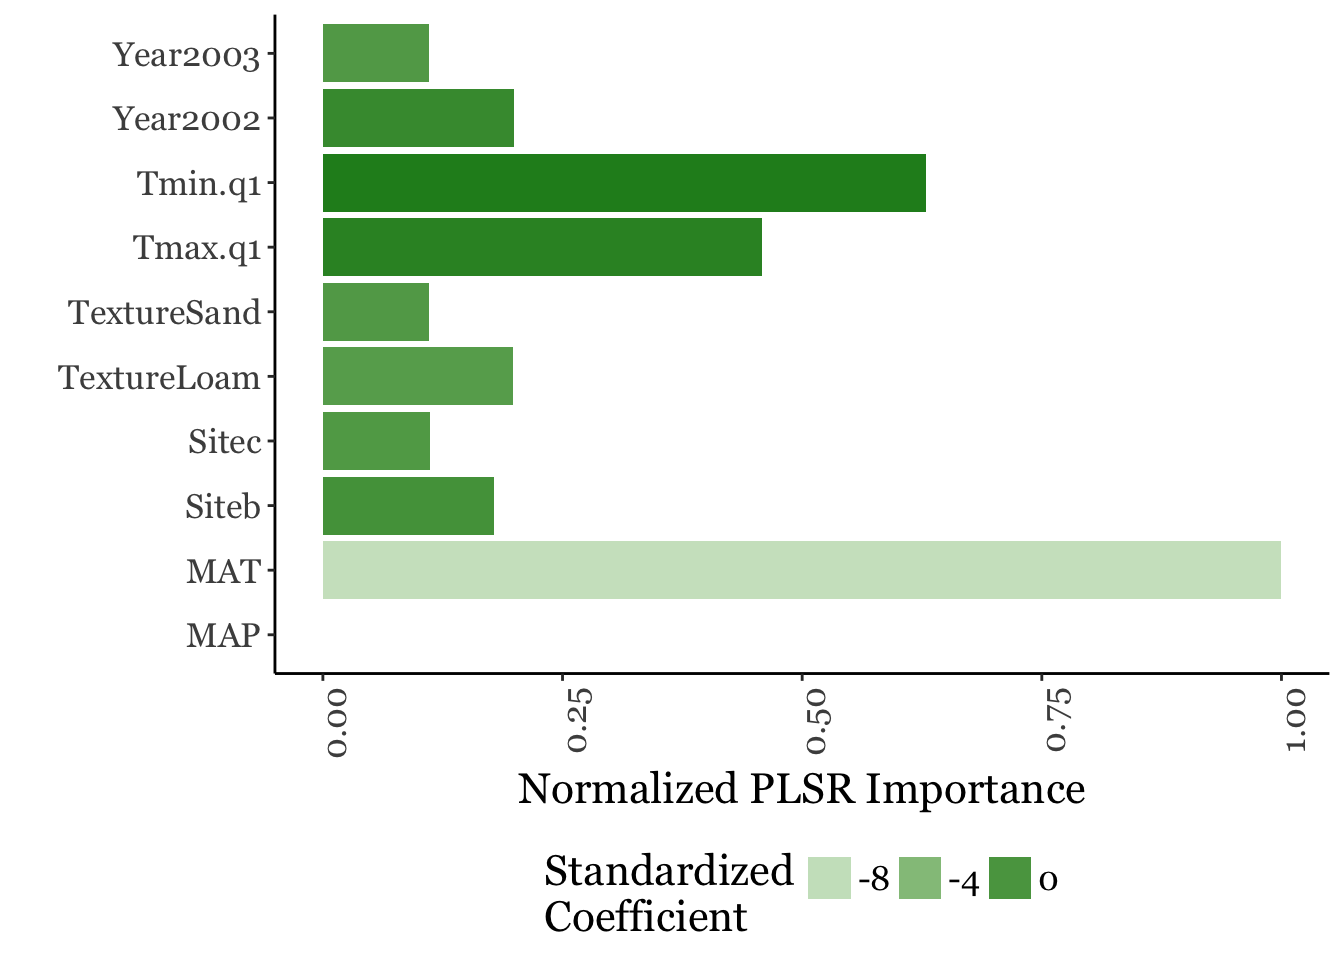 Year2003
Year2002
Tmin.q1
Tmax.q1
TextureSand
TextureLoam
Sitec
Siteb
MAT
MAP
0.00 0.25 0.50 0.75 1.00
Normalized PLSR Importance
Standardized
Coefficient
-8 -4 0